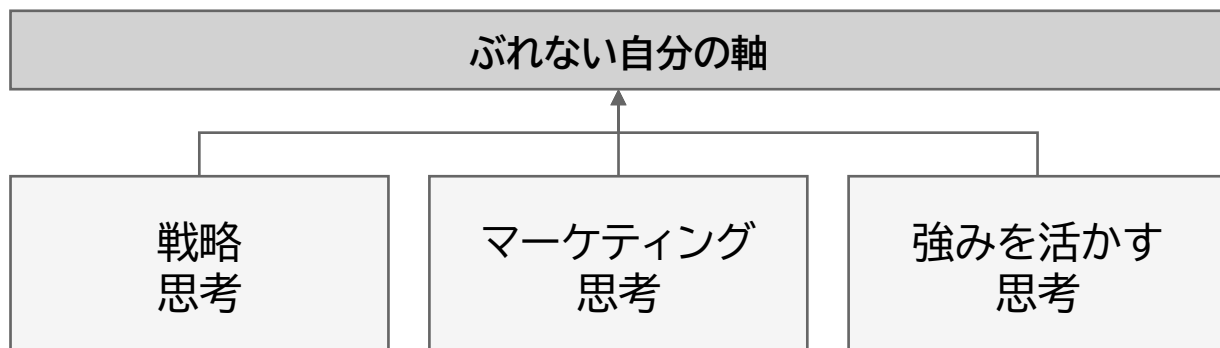 ぶれない自分の軸
戦略
思考
マーケティング
思考
強みを活かす
思考